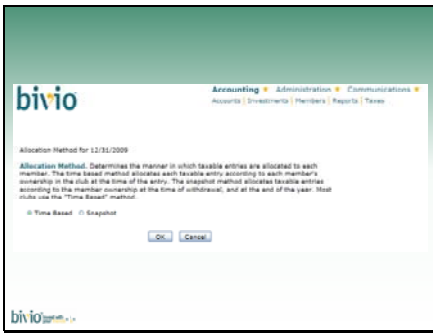 bivio
Accounting Administration Communications
Accounts | Investments | Members | Reports | Taxes
Allocation Method for 12/31/2009
Allocation Method. Determines the manner in which taxable entries are allocated to each
member. The time based method allocates each taxable entry according to each member's
ownership in the club at the time of the entry. The snapshot method allocates taxable entries
according to the member ownership at the time of withdrawal, and at the end of the year. Most
clubs use the "Time Based" method.
Time Based Snapshot
OK Cancel
bivio